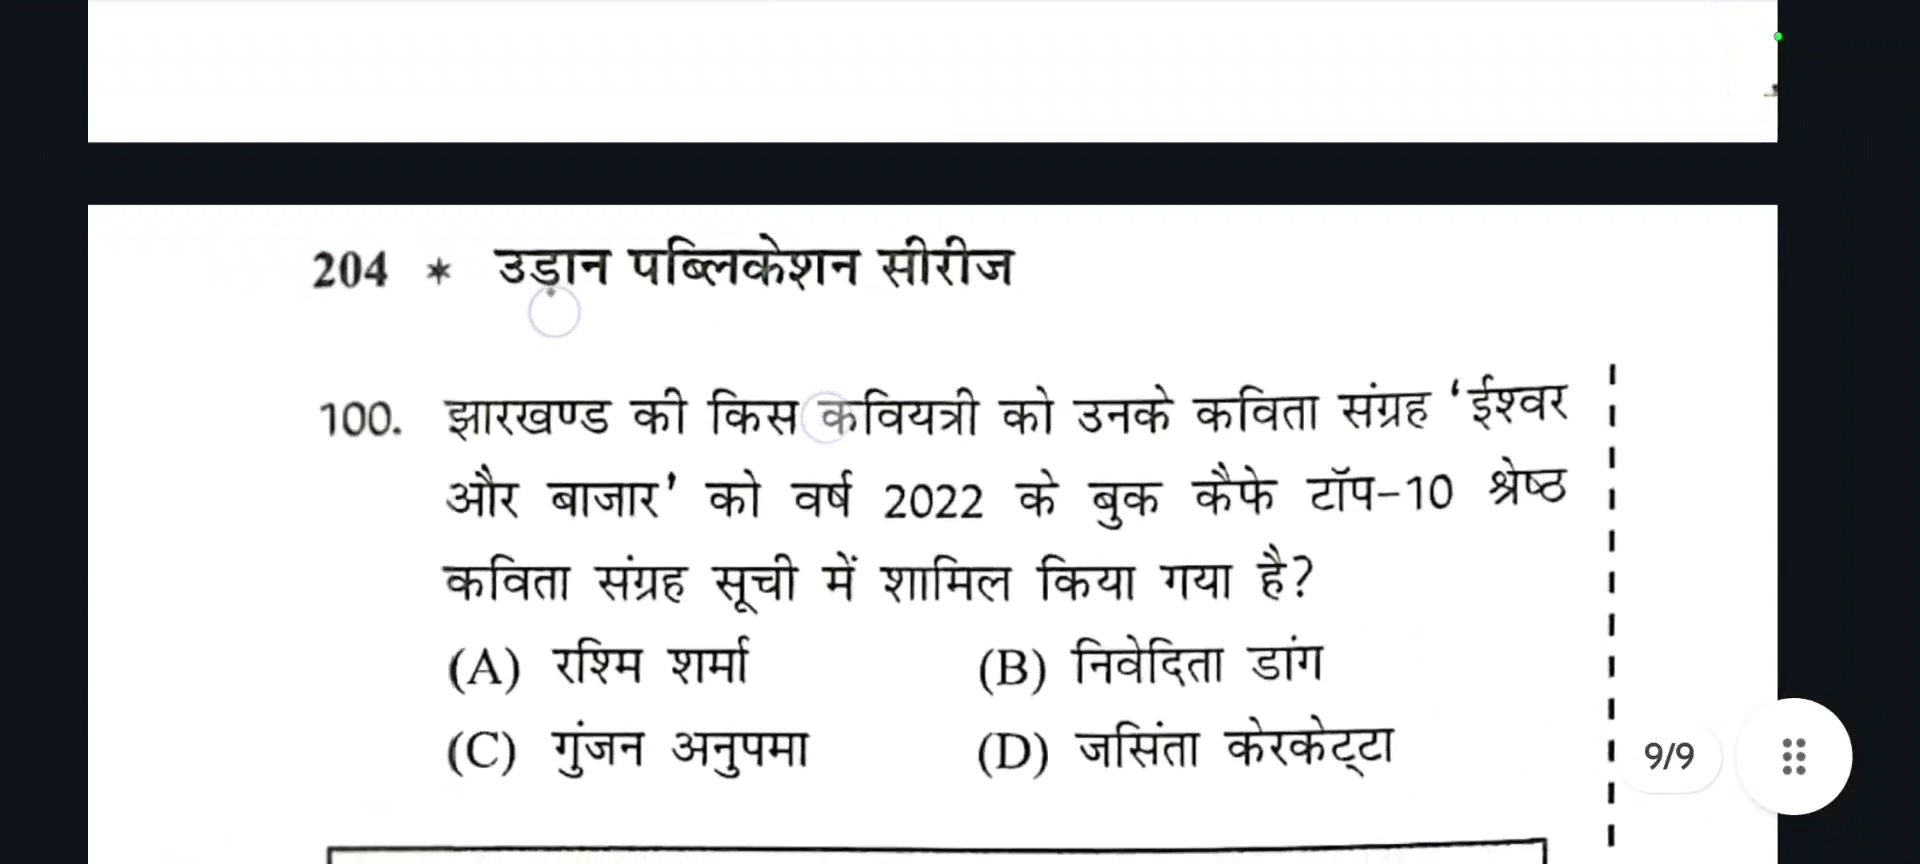 204 * उड़ान पब्लिकेशन सीरीज
100. झारखण्ड की किस कवियत्री को उनके कविता संग्रह ‘ईश्वर
और बाजार’ को वर्ष 2022 के बुक कैफे टॉप-10 श्रेष्ठ
कविता संग्रह सूची में शामिल किया गया है?
(A) रश्मि शर्मा (B) निवेदिता डांग
(C) गुंजन अनुपमा (D) जसिंता केरकेट्टा
9/9